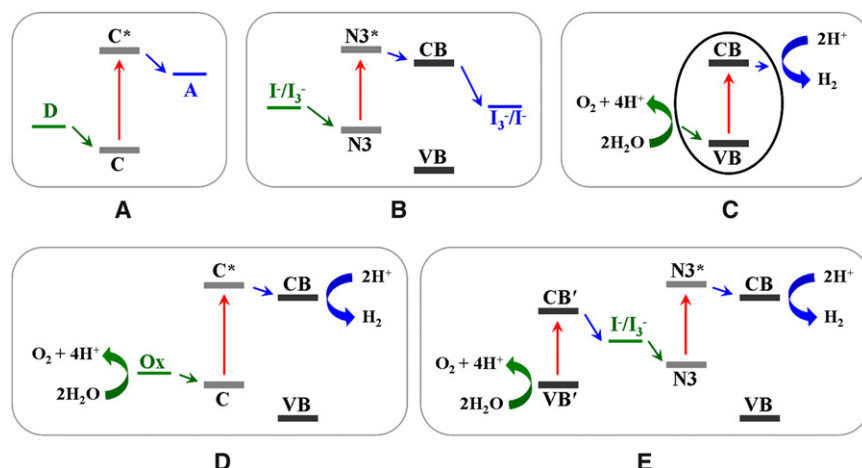 C*
A
D
C
A
N3*
CB
I⁻/I₃⁻
I₃⁻/I⁻
N3
VB
B
CB
2H⁺
H₂
O₂ + 4H⁺
2H₂O
VB
C
C*
CB
2H⁺
H₂
O₂ + 4H⁺
Ox
2H₂O
C
VB
D
N3*
CB
2H⁺
CB′
I⁻/I₃⁻
H₂
O₂ + 4H⁺
N3
2H₂O
VB′
VB
E